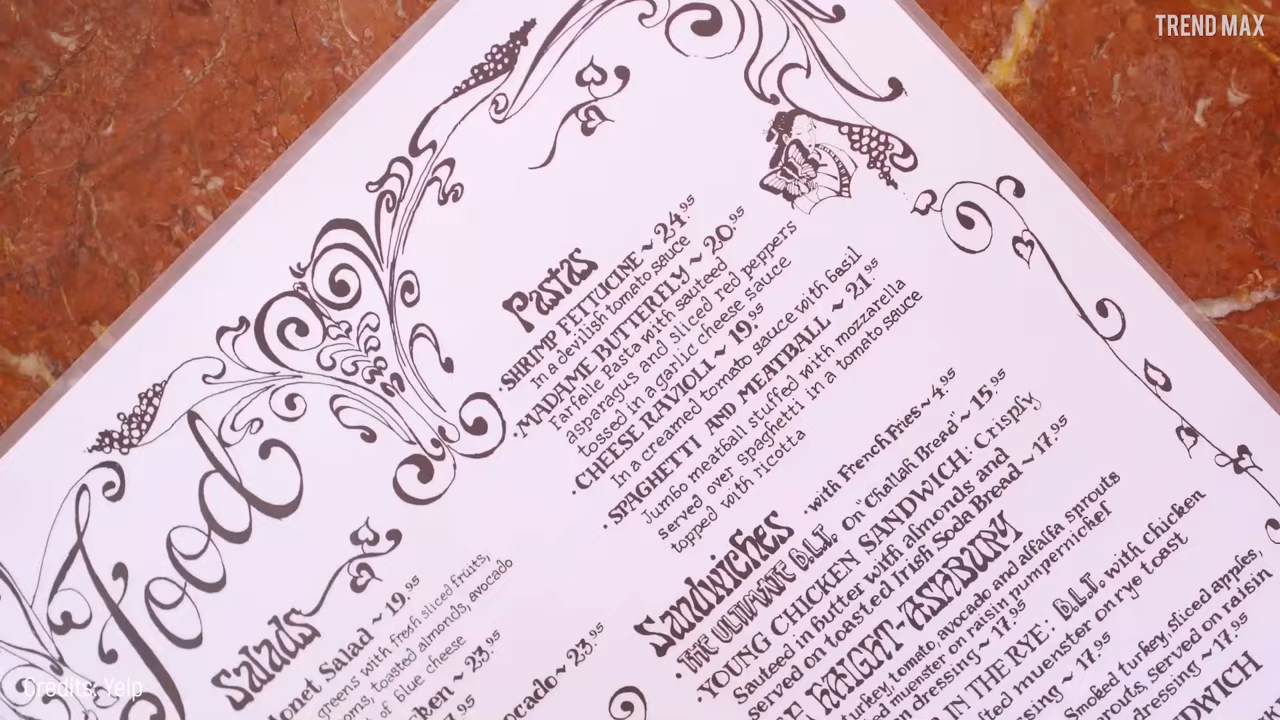 TREND MAX
Food
Pastas
·SHRIMP FETTUCINE ~ 24.95
In a devilish tomato sauce
·MADAME BUTTERFLY ~ 20.95
Farfalle Pasta with sauteed
asparagus and sliced red peppers
tossed in a garlic cheese sauce
·CHEESE RAVIOLI ~ 19.95
In a creamed tomato sauce with basil
·SPAGHETTI AND MEATBALL ~ 21.95
Jumbo meatball stuffed with mozzarella
served over spaghetti in a tomato sauce
topped with ricotta
Salads
Salad ~ 19.95
greens with fresh sliced fruits,
toasted almonds, avocado
of blue cheese
~ 23.95
~ 23.95
Sandwiches ·with French Fries ~ 4.95
THE ULTIMATE B.L.T. on "Challah Bread" ~ 15.95
·YOUNG CHICKEN SANDWICH: Crispfy
Sauteed in butter with almonds and
served on toasted Irish Soda Bread ~ 17.95
HAIGHT-ASHBURY
turkey, tomato, avocado and alfalfa sprouts
muenster on raisin pumpernickel
dressing ~ 17.95
IN THE RYE: B.L.T. with chicken
muenster on rye toast
~ 17.95
Smoked turkey, sliced apples,
served on raisin
dressing ~ 17.95
Credits: Yelp